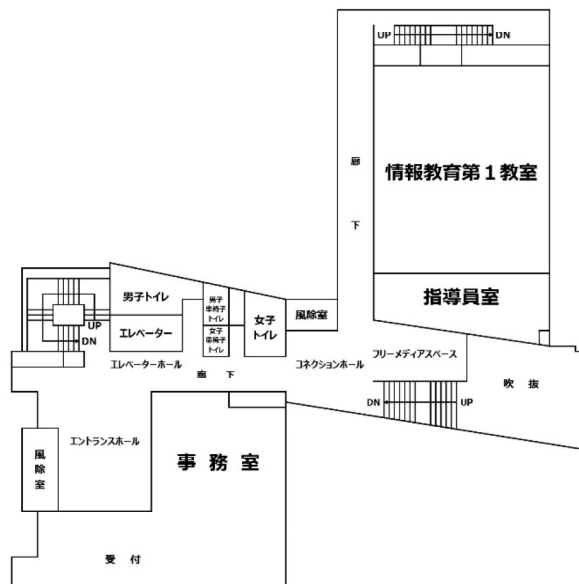 UP
DN
廊
下
情報教育第１教室
指導員室
男子トイレ
男子
車椅子
トイレ
女子
トイレ
風除室
エレベーター
女子
車椅子
トイレ
UP
DN
エレベーターホール
廊 下
コネクションホール
フリーメディアスペース
吹 抜
DN
UP
エントランスホール
風
除
室
事 務 室
受 付